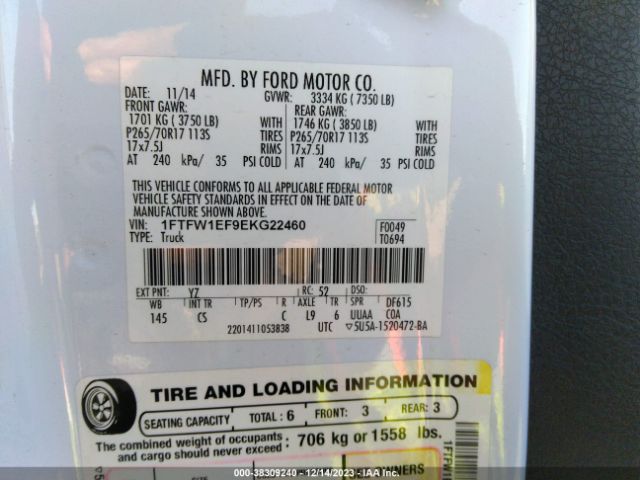 MFD. BY FORD MOTOR CO.
DATE: 11/14 GVWR: 3334 KG ( 7350 LB)
FRONT GAWR: REAR GAWR:
1701 KG ( 3750 LB) WITH 1746 KG ( 3850 LB) WITH
P265/70R17 113S TIRES P265/70R17 113S TIRES
17x7.5J RIMS 17x7.5J RIMS
AT 240 kPa/ 35 PSI COLD AT 240 kPa/ 35 PSI COLD
THIS VEHICLE CONFORMS TO ALL APPLICABLE FEDERAL MOTOR
VEHICLE SAFETY STANDARDS IN EFFECT ON THE DATE OF
MANUFACTURE SHOWN ABOVE.
VIN: 1FTFW1EF9EKG22460 F0049
TYPE: Truck T0694
EXT PNT: YZ RC: 52 DSO:
WB INT TR TP/PS R AXLE TR SPR DF615
145 CS C L9 6 UUAA COA
2201411053838 UTC ▽5U5A-1520472-BA
TIRE AND LOADING INFORMATION
SEATING CAPACITY TOTAL: 6 FRONT: 3 REAR: 3
The combined weight of occupants and cargo should never exceed : 706 kg or 1558 lbs.
OWNERS
1FTFW1
000-38309240 - 12/14/2023 - IAA Inc.